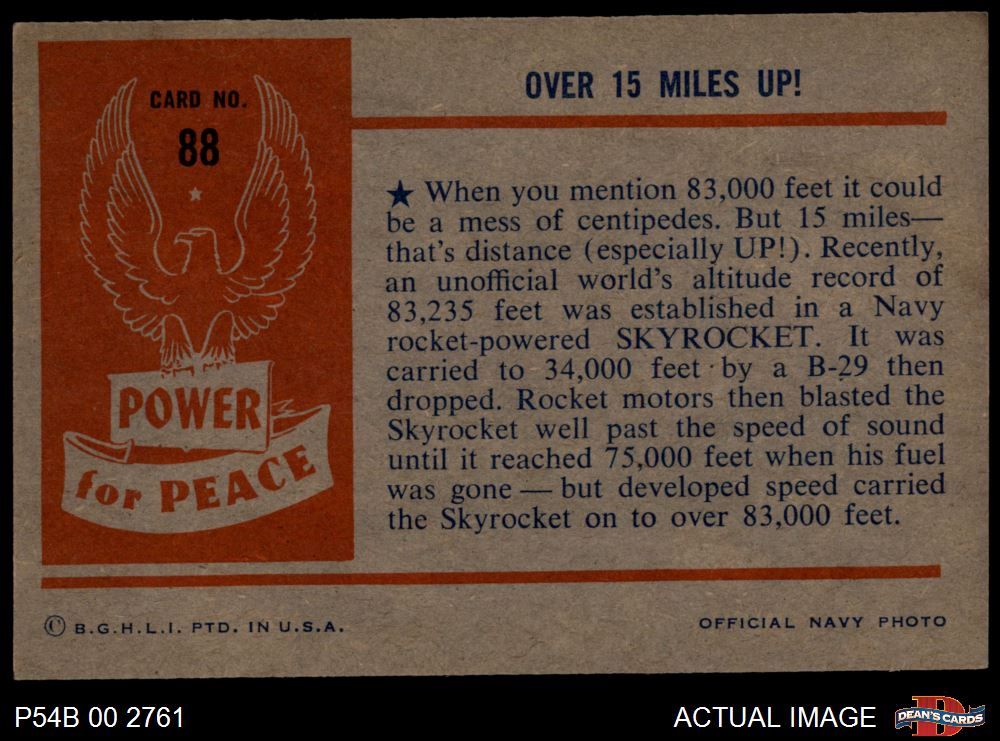 CARD NO.
88
POWER
for PEACE
OVER 15 MILES UP!
★ When you mention 83,000 feet it could
be a mess of centipedes. But 15 miles—
that's distance (especially UP!). Recently,
an unofficial world's altitude record of
83,235 feet was established in a Navy
rocket-powered SKYROCKET. It was
carried to 34,000 feet by a B-29 then
dropped. Rocket motors then blasted the
Skyrocket well past the speed of sound
until it reached 75,000 feet when his fuel
was gone — but developed speed carried
the Skyrocket on to over 83,000 feet.
© B.G.H.L.I. PTD. IN U.S.A.
OFFICIAL NAVY PHOTO
P54B 00 2761
ACTUAL IMAGE
D
DEAN'S CARDS